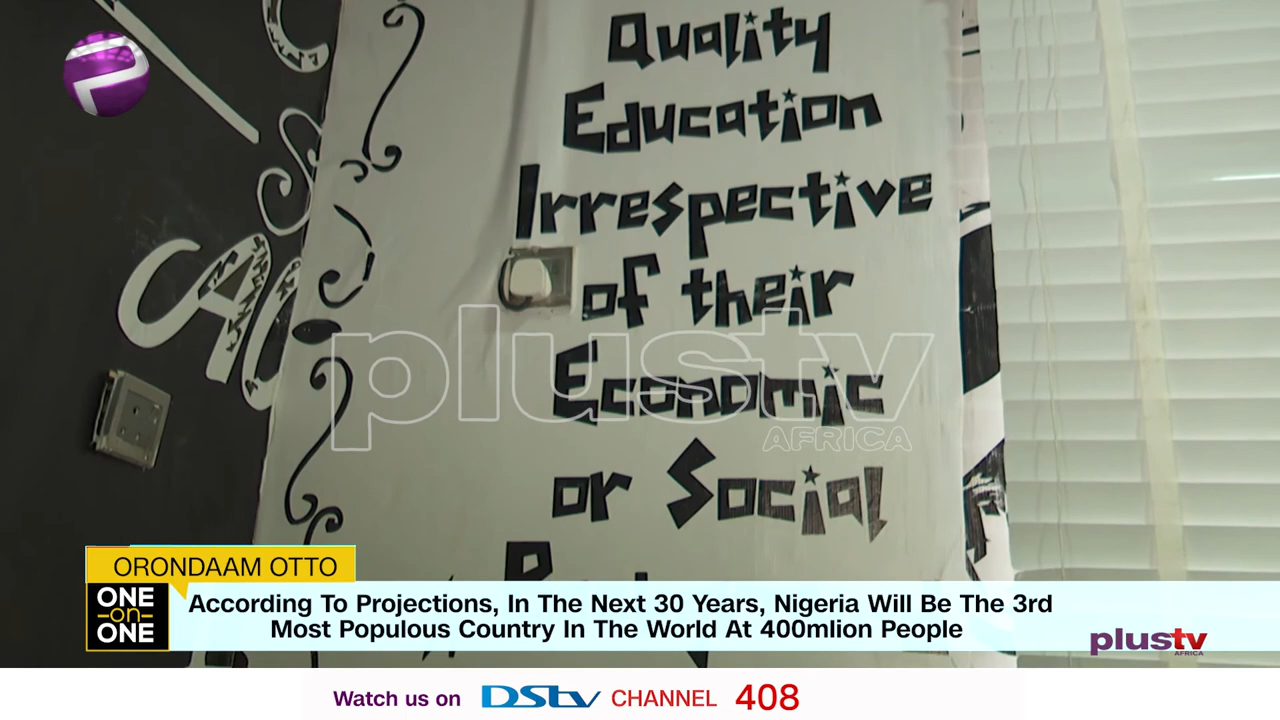 Quality
Education
Irrespective
of their
Economic
or Social
plustv
AFRICA
ORONDAAM OTTO
ONE
on
ONE
According To Projections, In The Next 30 Years, Nigeria Will Be The 3rd
Most Populous Country In The World At 400mlion People
plustv
AFRICA
Watch us on DStv CHANNEL 408